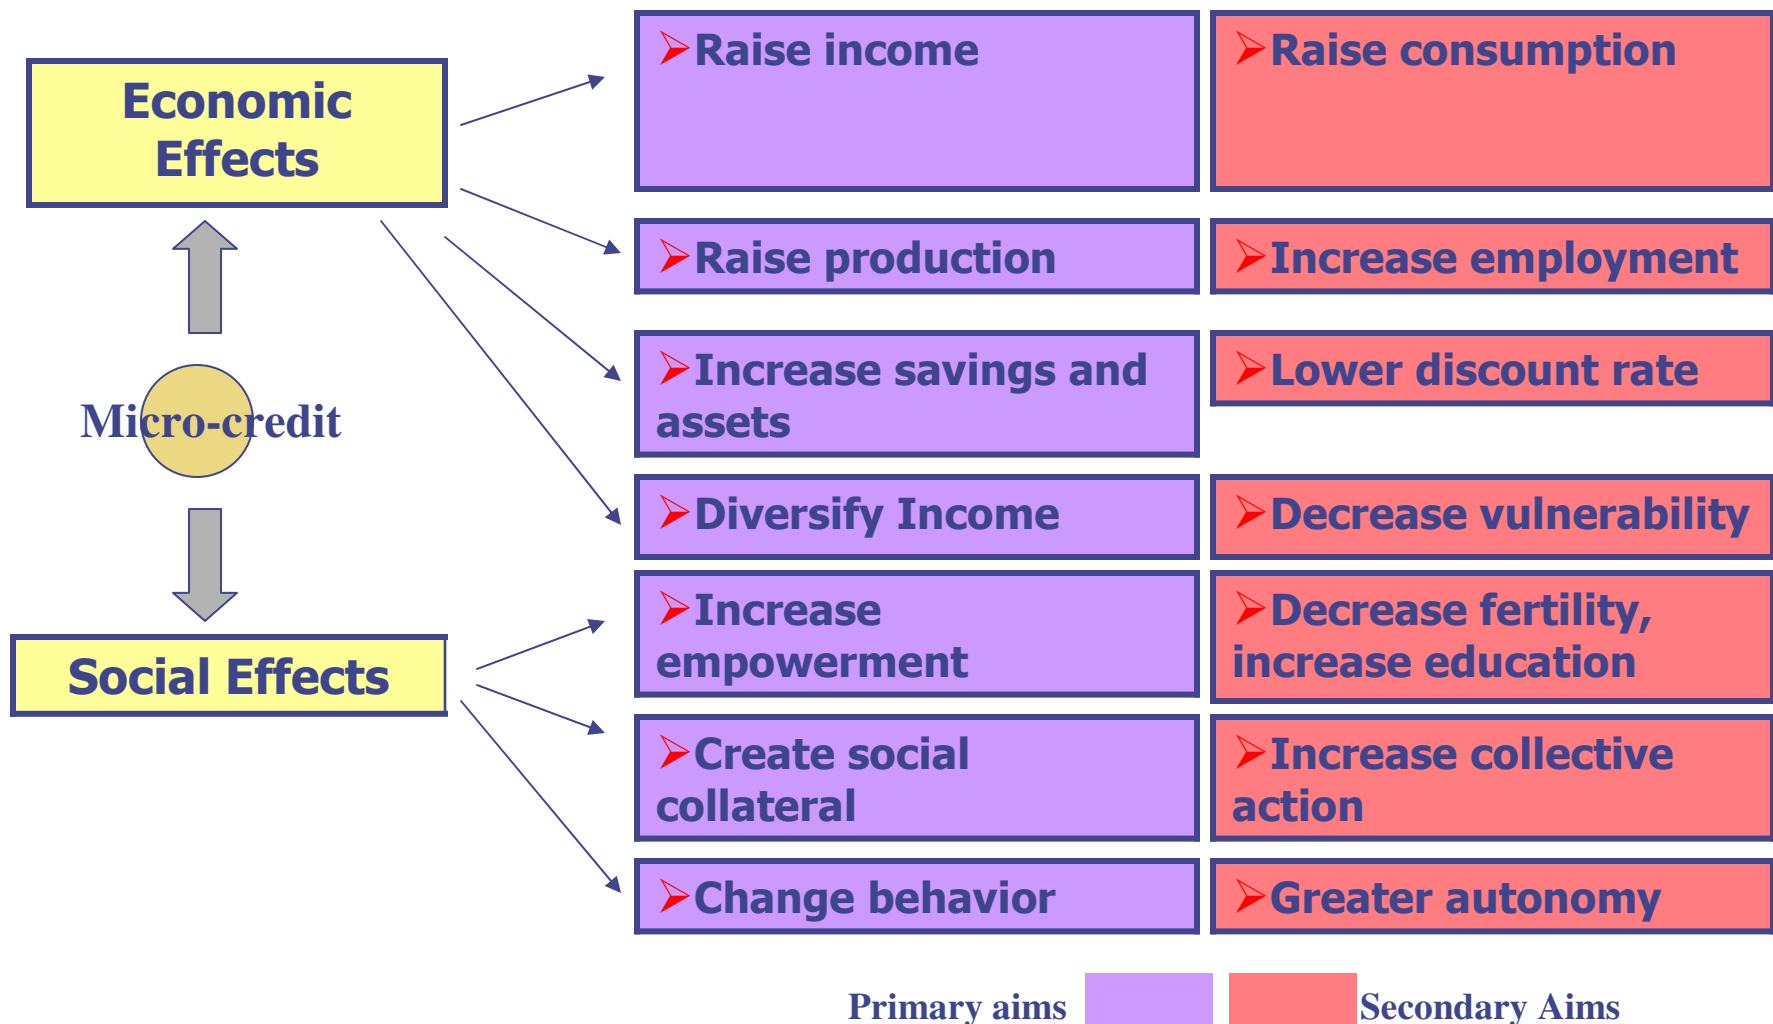 Economic
Effects
Micro-credit
Social Effects
➢Raise income
➢Raise consumption
➢Raise production
➢Increase employment
➢Increase savings and
assets
➢Lower discount rate
➢Diversify Income
➢Decrease vulnerability
➢Increase
empowerment
➢Decrease fertility,
increase education
➢Create social
collateral
➢Increase collective
action
➢Change behavior
➢Greater autonomy
Primary aims
Secondary Aims